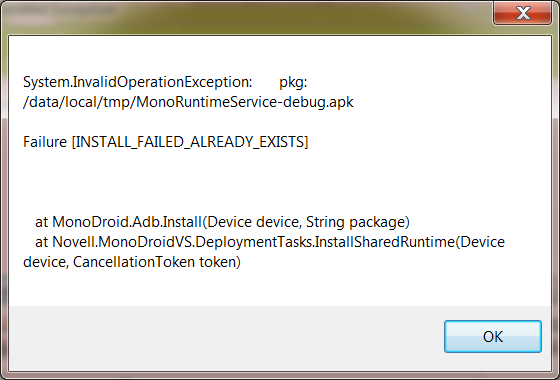 System.InvalidOperationException: pkg:
/data/local/tmp/MonoRuntimeService-debug.apk
Failure [INSTALL_FAILED_ALREADY_EXISTS]
at MonoDroid.Adb.Install(Device device, String package)
at Novell.MonoDroidVS.DeploymentTasks.InstallSharedRuntime(Device
device, CancellationToken token)
OK